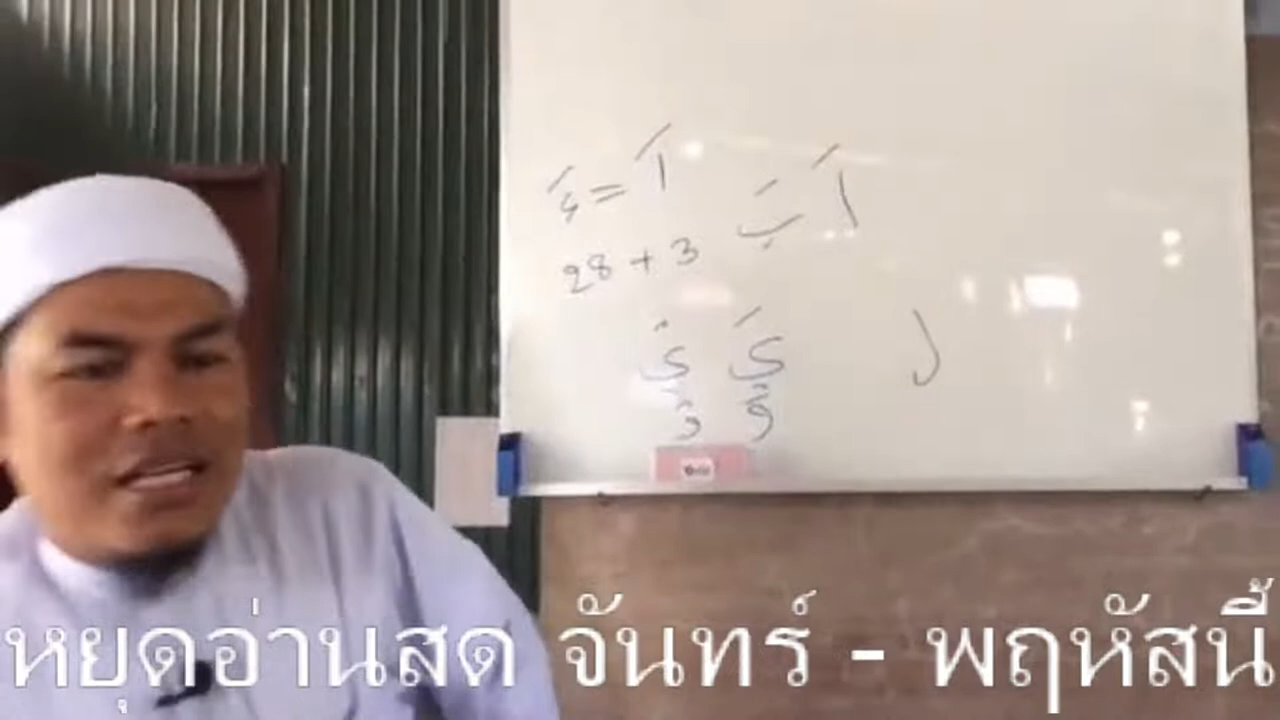 ءَ = اَ
اَ بَ
28 + 3
يَ يْ
وَ وْ
หยุดอ่านสด จันทร์ - พฤหัสนี้